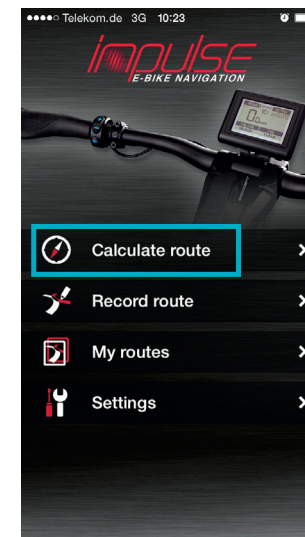 Telekom.de 3G 10:23
impulse
E-BIKE NAVIGATION
Calculate route
Record route
My routes
Settings